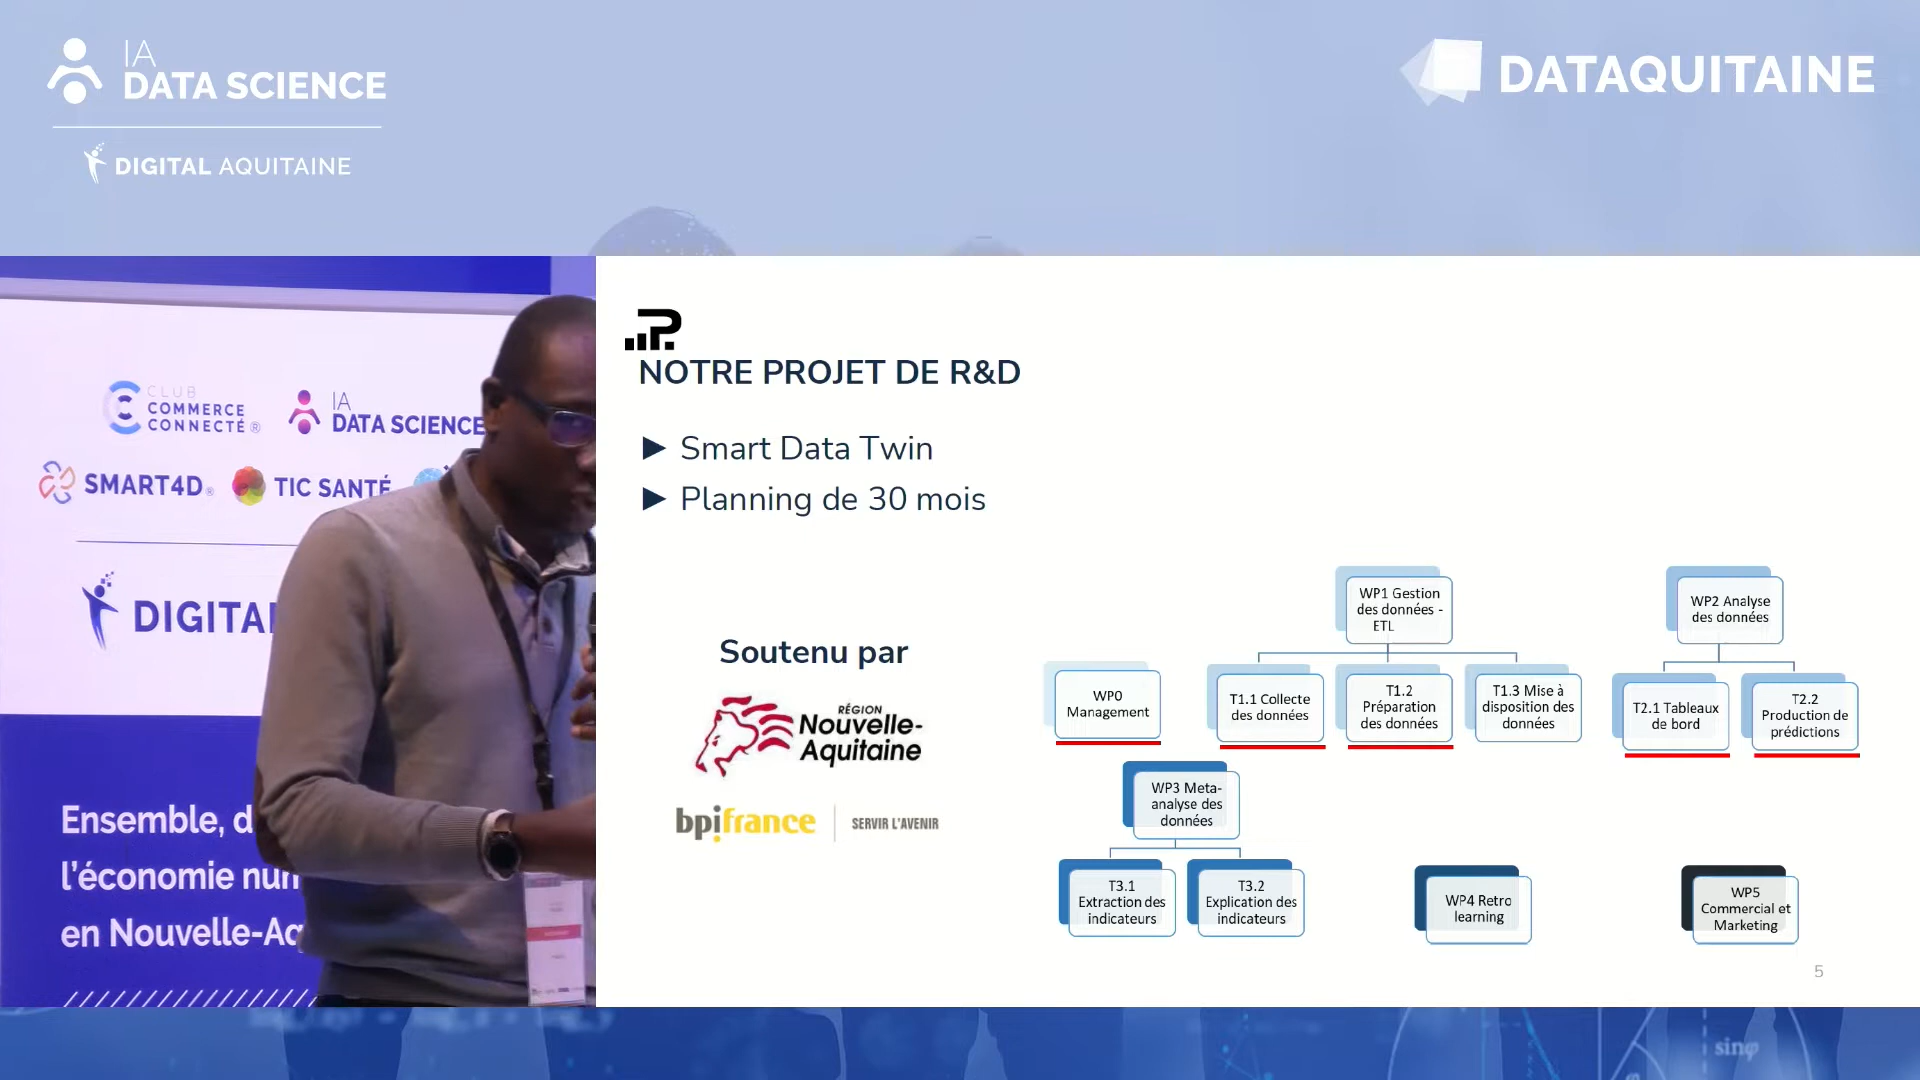 IA
DATA SCIENCE
DIGITAL AQUITAINE
DATAQUITAINE
CLUB
COMMERCE
CONNECTÉ®
IA
DATA SCIENCE
SMART4D®
TIC SANTÉ
DIGITA
Ensemble, d
l'économie num
en Nouvelle-Aq
NOTRE PROJET DE R&D
► Smart Data Twin
► Planning de 30 mois
Soutenu par
RÉGION
Nouvelle-
Aquitaine
bpifrance
SERVIR L'AVENIR
WP0
Management
WP1 Gestion
des données -
ETL
T1.1 Collecte
des données
T1.2
Préparation
des données
T1.3 Mise à
disposition des
données
WP2 Analyse
des données
T2.1 Tableaux
de bord
T2.2
Production de
prédictions
WP3 Meta-
analyse des
données
T3.1
Extraction des
indicateurs
T3.2
Explication des
indicateurs
WP4 Retro
learning
WP5
Commercial et
Marketing
5
sinφ